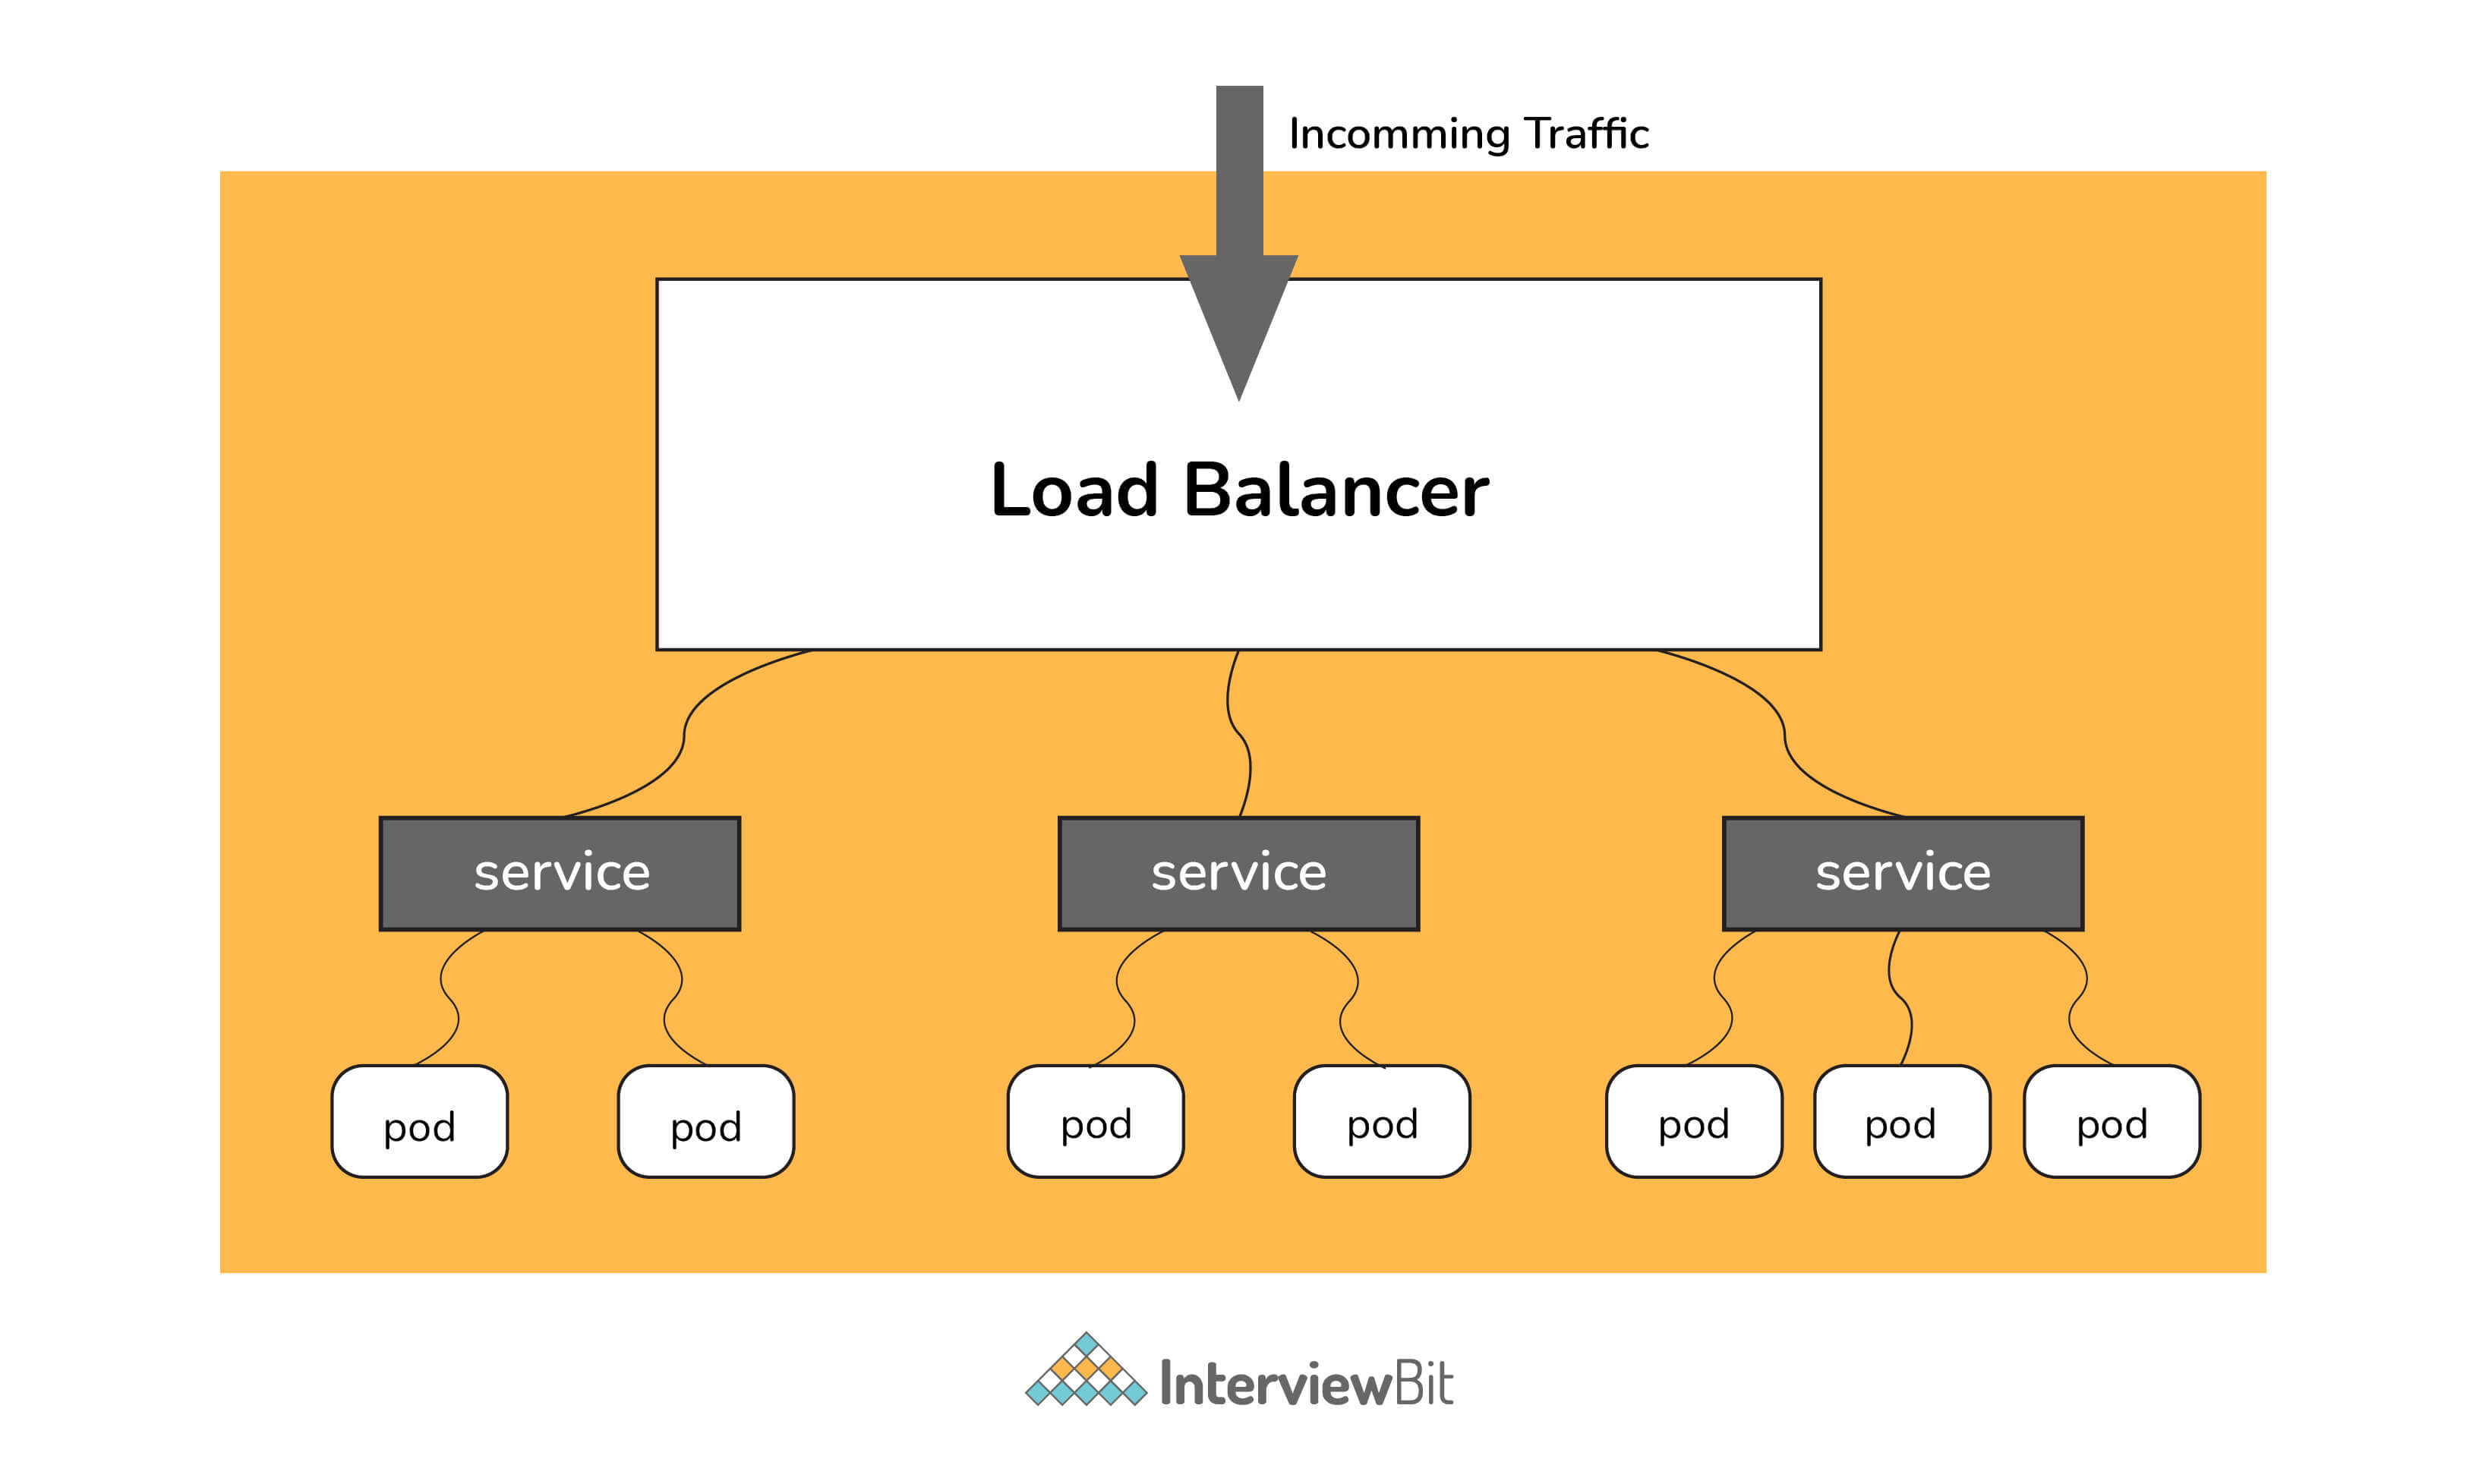 Incomming Traffic
Load Balancer
service
service
service
pod
pod
pod
pod
pod
pod
pod
InterviewBit